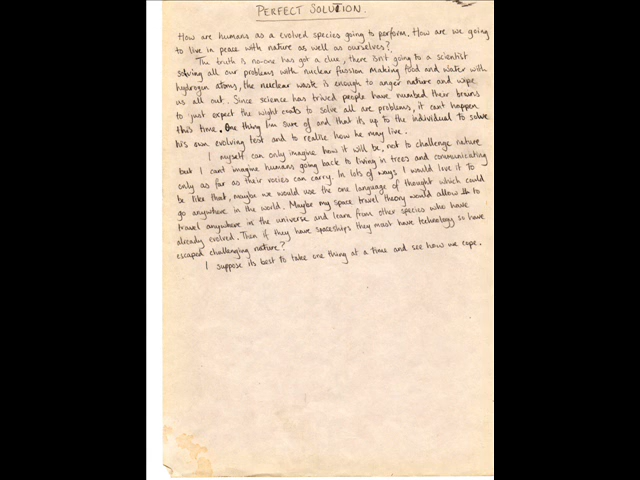 PERFECT SOLUTION.
How are humans as a evolved species going to perform. How are we going
to live in peace with nature as well as ourselves?
The truth is no-one has got a clue, there isn't going to a scientist
solving all our problems with nuclear fuosion making food and water with
hydrogen atoms, the nuclear waste is enough to anger nature and wipe
us all out. Since science has trived people have numbed their brains
to just expect the wight coats to solve all are problems, it cant happen
this time. One thing I'm sure of and that its up to the individual to solve
his own evolving test and to realize how he may live.
I myself can only imagine how it will be, not to challenge nature
but I cant imagine humans going back to living in trees and communicating
only as far as their vocies can carry. In lots of ways I would love it to
be like that, maybe we would use the one language of thought which could
go anywhere in the world. Maybe my space travel theory would allow to
travel anywhere in the universe and learn from other species who have
already evolved. Then if they have spaceships they must have technology so have
escaped challenging nature?
I suppose its best to take one thing at a time and see how we cope.